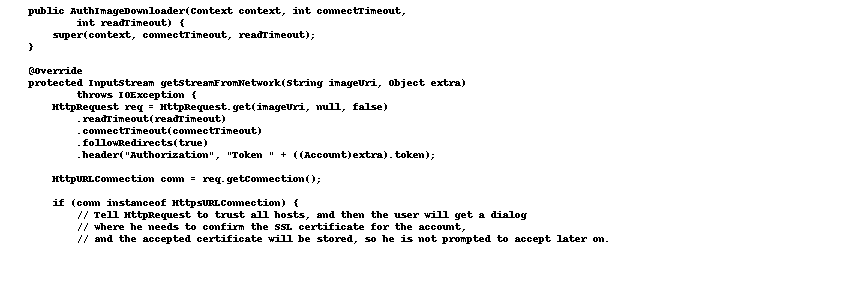 public AuthImageDownloader(Context context, int connectTimeout,
        int readTimeout) {
    super(context, connectTimeout, readTimeout);
}

@Override
protected InputStream getStreamFromNetwork(String imageUri, Object extra)
        throws IOException {
    HttpRequest req = HttpRequest.get(imageUri, null, false)
        .readTimeout(readTimeout)
        .connectTimeout(connectTimeout)
        .followRedirects(true)
        .header("Authorization", "Token " + ((Account)extra).token);

    HttpURLConnection conn = req.getConnection();

    if (conn instanceof HttpsURLConnection) {
        // Tell HttpRequest to trust all hosts, and then the user will get a dialog
        // where he needs to confirm the SSL certificate for the account,
        // and the accepted certificate will be stored, so he is not prompted to accept later on.